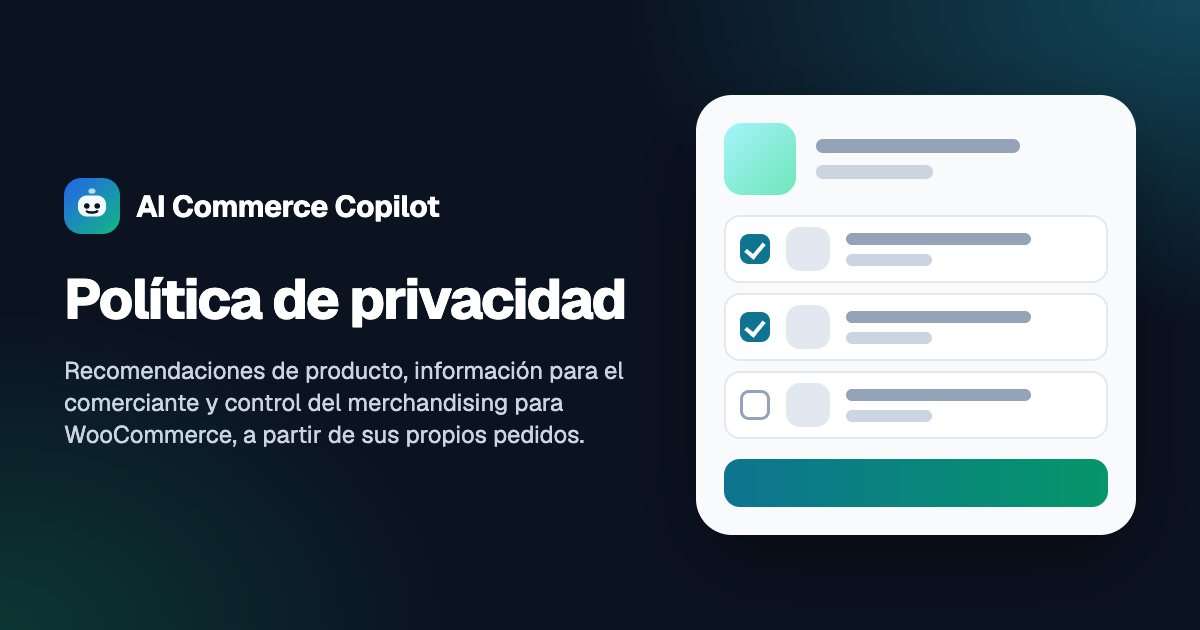 AI Commerce Copilot
Política de privacidad
Recomendaciones de producto, información para el
comerciante y control del merchandising para
WooCommerce, a partir de sus propios pedidos.